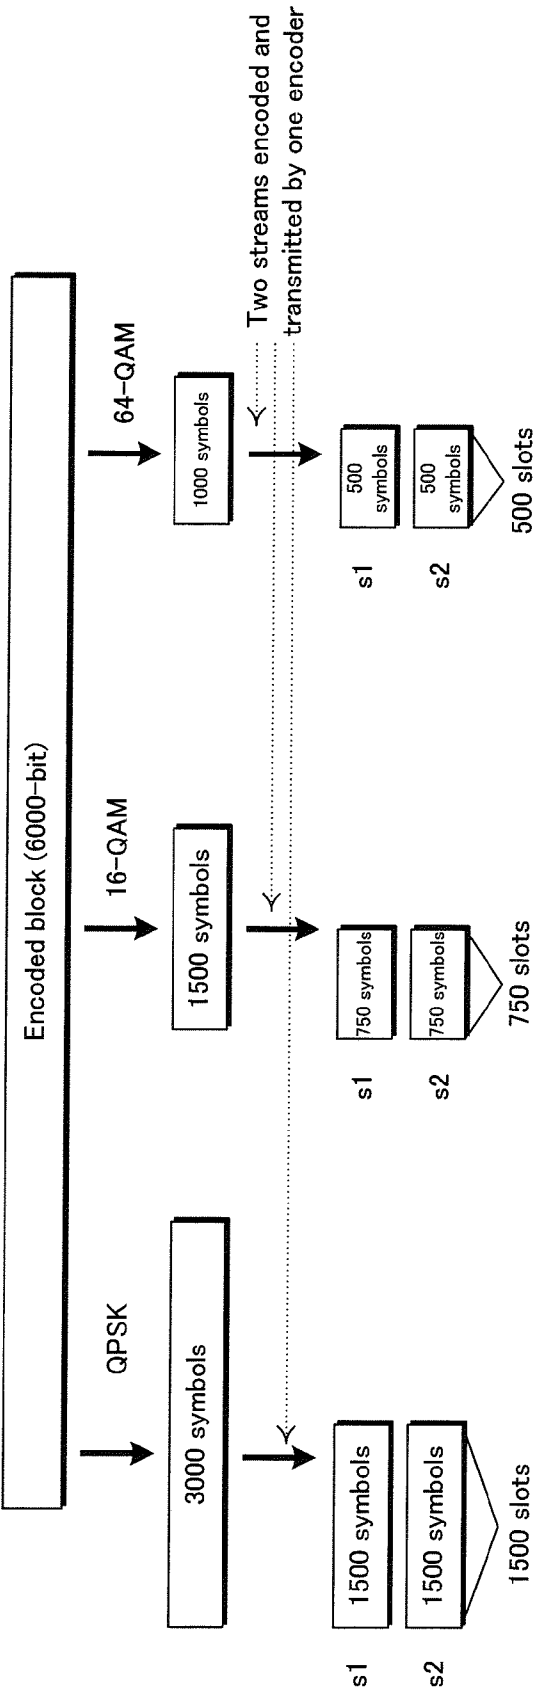 Encoded block (6000-bit)
QPSK
16-QAM
64-QAM
3000 symbols
1500 symbols
1000 symbols
Two streams encoded and
transmitted by one encoder
s1
1500 symbols
s2
1500 symbols
1500 slots
s1
750 symbols
s2
750 symbols
750 slots
s1
500
symbols
s2
500
symbols
500 slots